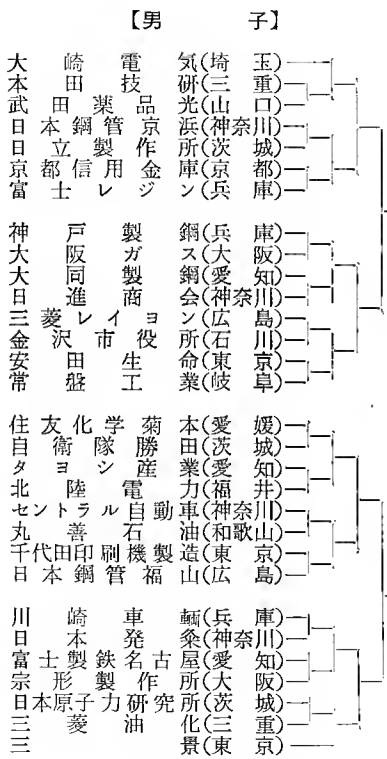 【男子】
大崎電気(埼玉)
本田技研(三重)
武田薬品光(山口)
日本鋼管京浜(神奈川)
日立製作所(茨城)
京都信用金庫(京都)
富士レジン(兵庫)
神戸製鋼(兵庫)
大阪ガス(大阪)
大同製鋼(愛知)
日進商会(神奈川)
三菱レイヨン(広島)
金沢市役所(石川)
安田生命(東京)
常盤工業(岐阜)
住友化学菊本(愛媛)
自衛隊勝田(茨城)
タヨシ産業(愛知)
北陸電力(福井)
セントラル自動車(神奈川)
丸善石油(和歌山)
千代田印刷機製造(東京)
日本鋼管福山(広島)
川崎車輌(兵庫)
日本発条(神奈川)
富士製鉄名古屋(愛知)
宗形製作所(大阪)
日本原子力研究所(茨城)
三菱油化(三重)
三景(東京)